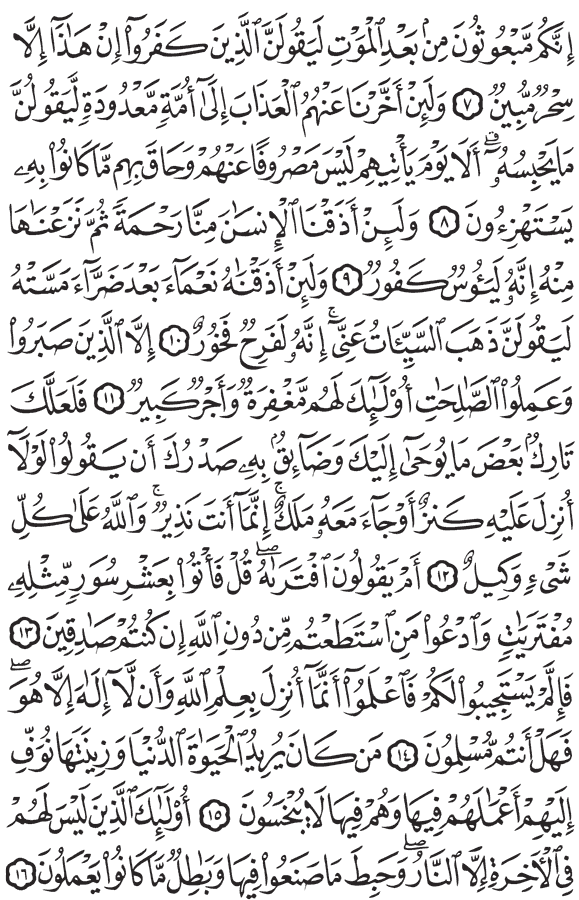 إِنَّكُم مَّبْعُوثُونَ مِنۢ بَعْدِ ٱلْمَوْتِ لَيَقُولَنَّ ٱلَّذِينَ كَفَرُوٓا۟ إِنْ هَـٰذَآ إِلَّا
سِحْرٌ مُّبِينٌ ٧ وَلَئِنْ أَخَّرْنَا عَنْهُمُ ٱلْعَذَابَ إِلَىٰٓ أُمَّةٍ مَّعْدُودَةٍ لَّيَقُولُنَّ
مَا يَحْبِسُهُۥٓ ۗ أَلَا يَوْمَ يَأْتِيهِمْ لَيْسَ مَصْرُوفًا عَنْهُمْ وَحَاقَ بِهِم مَّا كَانُوا۟ بِهِۦ
يَسْتَهْزِءُونَ ٨ وَلَئِنْ أَذَقْنَا ٱلْإِنسَـٰنَ مِنَّا رَحْمَةً ثُمَّ نَزَعْنَـٰهَا
مِنْهُ إِنَّهُۥ لَيَـُٔوسٌ كَفُورٌ ٩ وَلَئِنْ أَذَقْنَـٰهُ نَعْمَآءَ بَعْدَ ضَرَّآءَ مَسَّتْهُ
لَيَقُولَنَّ ذَهَبَ ٱلسَّيِّـَٔاتُ عَنِّىٓ ۚ إِنَّهُۥ لَفَرِحٌ فَخُورٌ ١٠ إِلَّا ٱلَّذِينَ صَبَرُوا۟
وَعَمِلُوا۟ ٱلصَّـٰلِحَـٰتِ أُو۟لَـٰٓئِكَ لَهُم مَّغْفِرَةٌ وَأَجْرٌ كَبِيرٌ ١١ فَلَعَلَّكَ
تَارِكٌۢ بَعْضَ مَا يُوحَىٰٓ إِلَيْكَ وَضَآئِقٌۢ بِهِۦ صَدْرُكَ أَن يَقُولُوا۟ لَوْلَآ
أُنزِلَ عَلَيْهِ كَنزٌ أَوْ جَآءَ مَعَهُۥ مَلَكٌ ۚ إِنَّمَآ أَنتَ نَذِيرٌ ۚ وَٱللَّهُ عَلَىٰ كُلِّ
شَىْءٍ وَكِيلٌ ١٢ أَمْ يَقُولُونَ ٱفْتَرَىٰهُ ۖ قُلْ فَأْتُوا۟ بِعَشْرِ سُوَرٍ مِّثْلِهِۦ
مُفْتَرَيَـٰتٍ وَٱدْعُوا۟ مَنِ ٱسْتَطَعْتُم مِّن دُونِ ٱللَّهِ إِن كُنتُمْ صَـٰدِقِينَ ١٣
فَإِلَّمْ يَسْتَجِيبُوا۟ لَكُمْ فَٱعْلَمُوٓا۟ أَنَّمَآ أُنزِلَ بِعِلْمِ ٱللَّهِ وَأَن لَّآ إِلَـٰهَ إِلَّا هُوَ ۖ
فَهَلْ أَنتُم مُّسْلِمُونَ ١٤ مَن كَانَ يُرِيدُ ٱلْحَيَوٰةَ ٱلدُّنْيَا وَزِينَتَهَا نُوَفِّ
إِلَيْهِمْ أَعْمَـٰلَهُمْ فِيهَا وَهُمْ فِيهَا لَا يُبْخَسُونَ ١٥ أُو۟لَـٰٓئِكَ ٱلَّذِينَ لَيْسَ لَهُمْ
فِى ٱلْـَٔاخِرَةِ إِلَّا ٱلنَّارُ ۖ وَحَبِطَ مَا صَنَعُوا۟ فِيهَا وَبَـٰطِلٌ مَّا كَانُوا۟ يَعْمَلُونَ ١٦